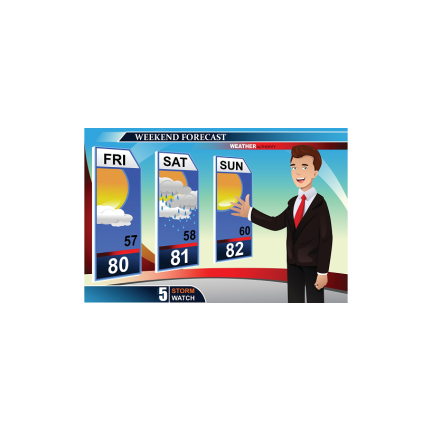 WEEKEND FORECAST
WEATHER
FRI
57
80
SAT
58
81
SUN
60
82
5 STORM
WATCH